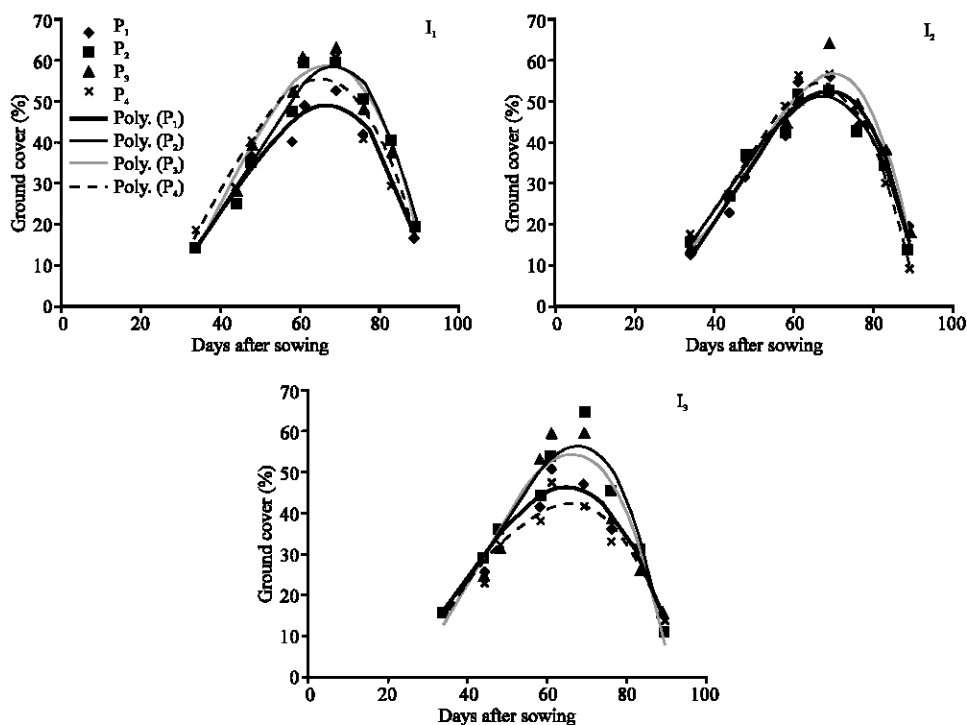 I₁
P₁
P₂
P₃
P₄
Poly. (P₁)
Poly. (P₂)
Poly. (P₃)
Poly. (P₄)
Ground cover (%)
70
60
50
40
30
20
10
0
0 20 40 60 80 100
Days after sowing
I₂
Ground cover (%)
70
60
50
40
30
20
10
0
0 20 40 60 80 100
Days after sowing
I₃
Ground cover (%)
70
60
50
40
30
20
10
0
0 20 40 60 80 100
Days after sowing